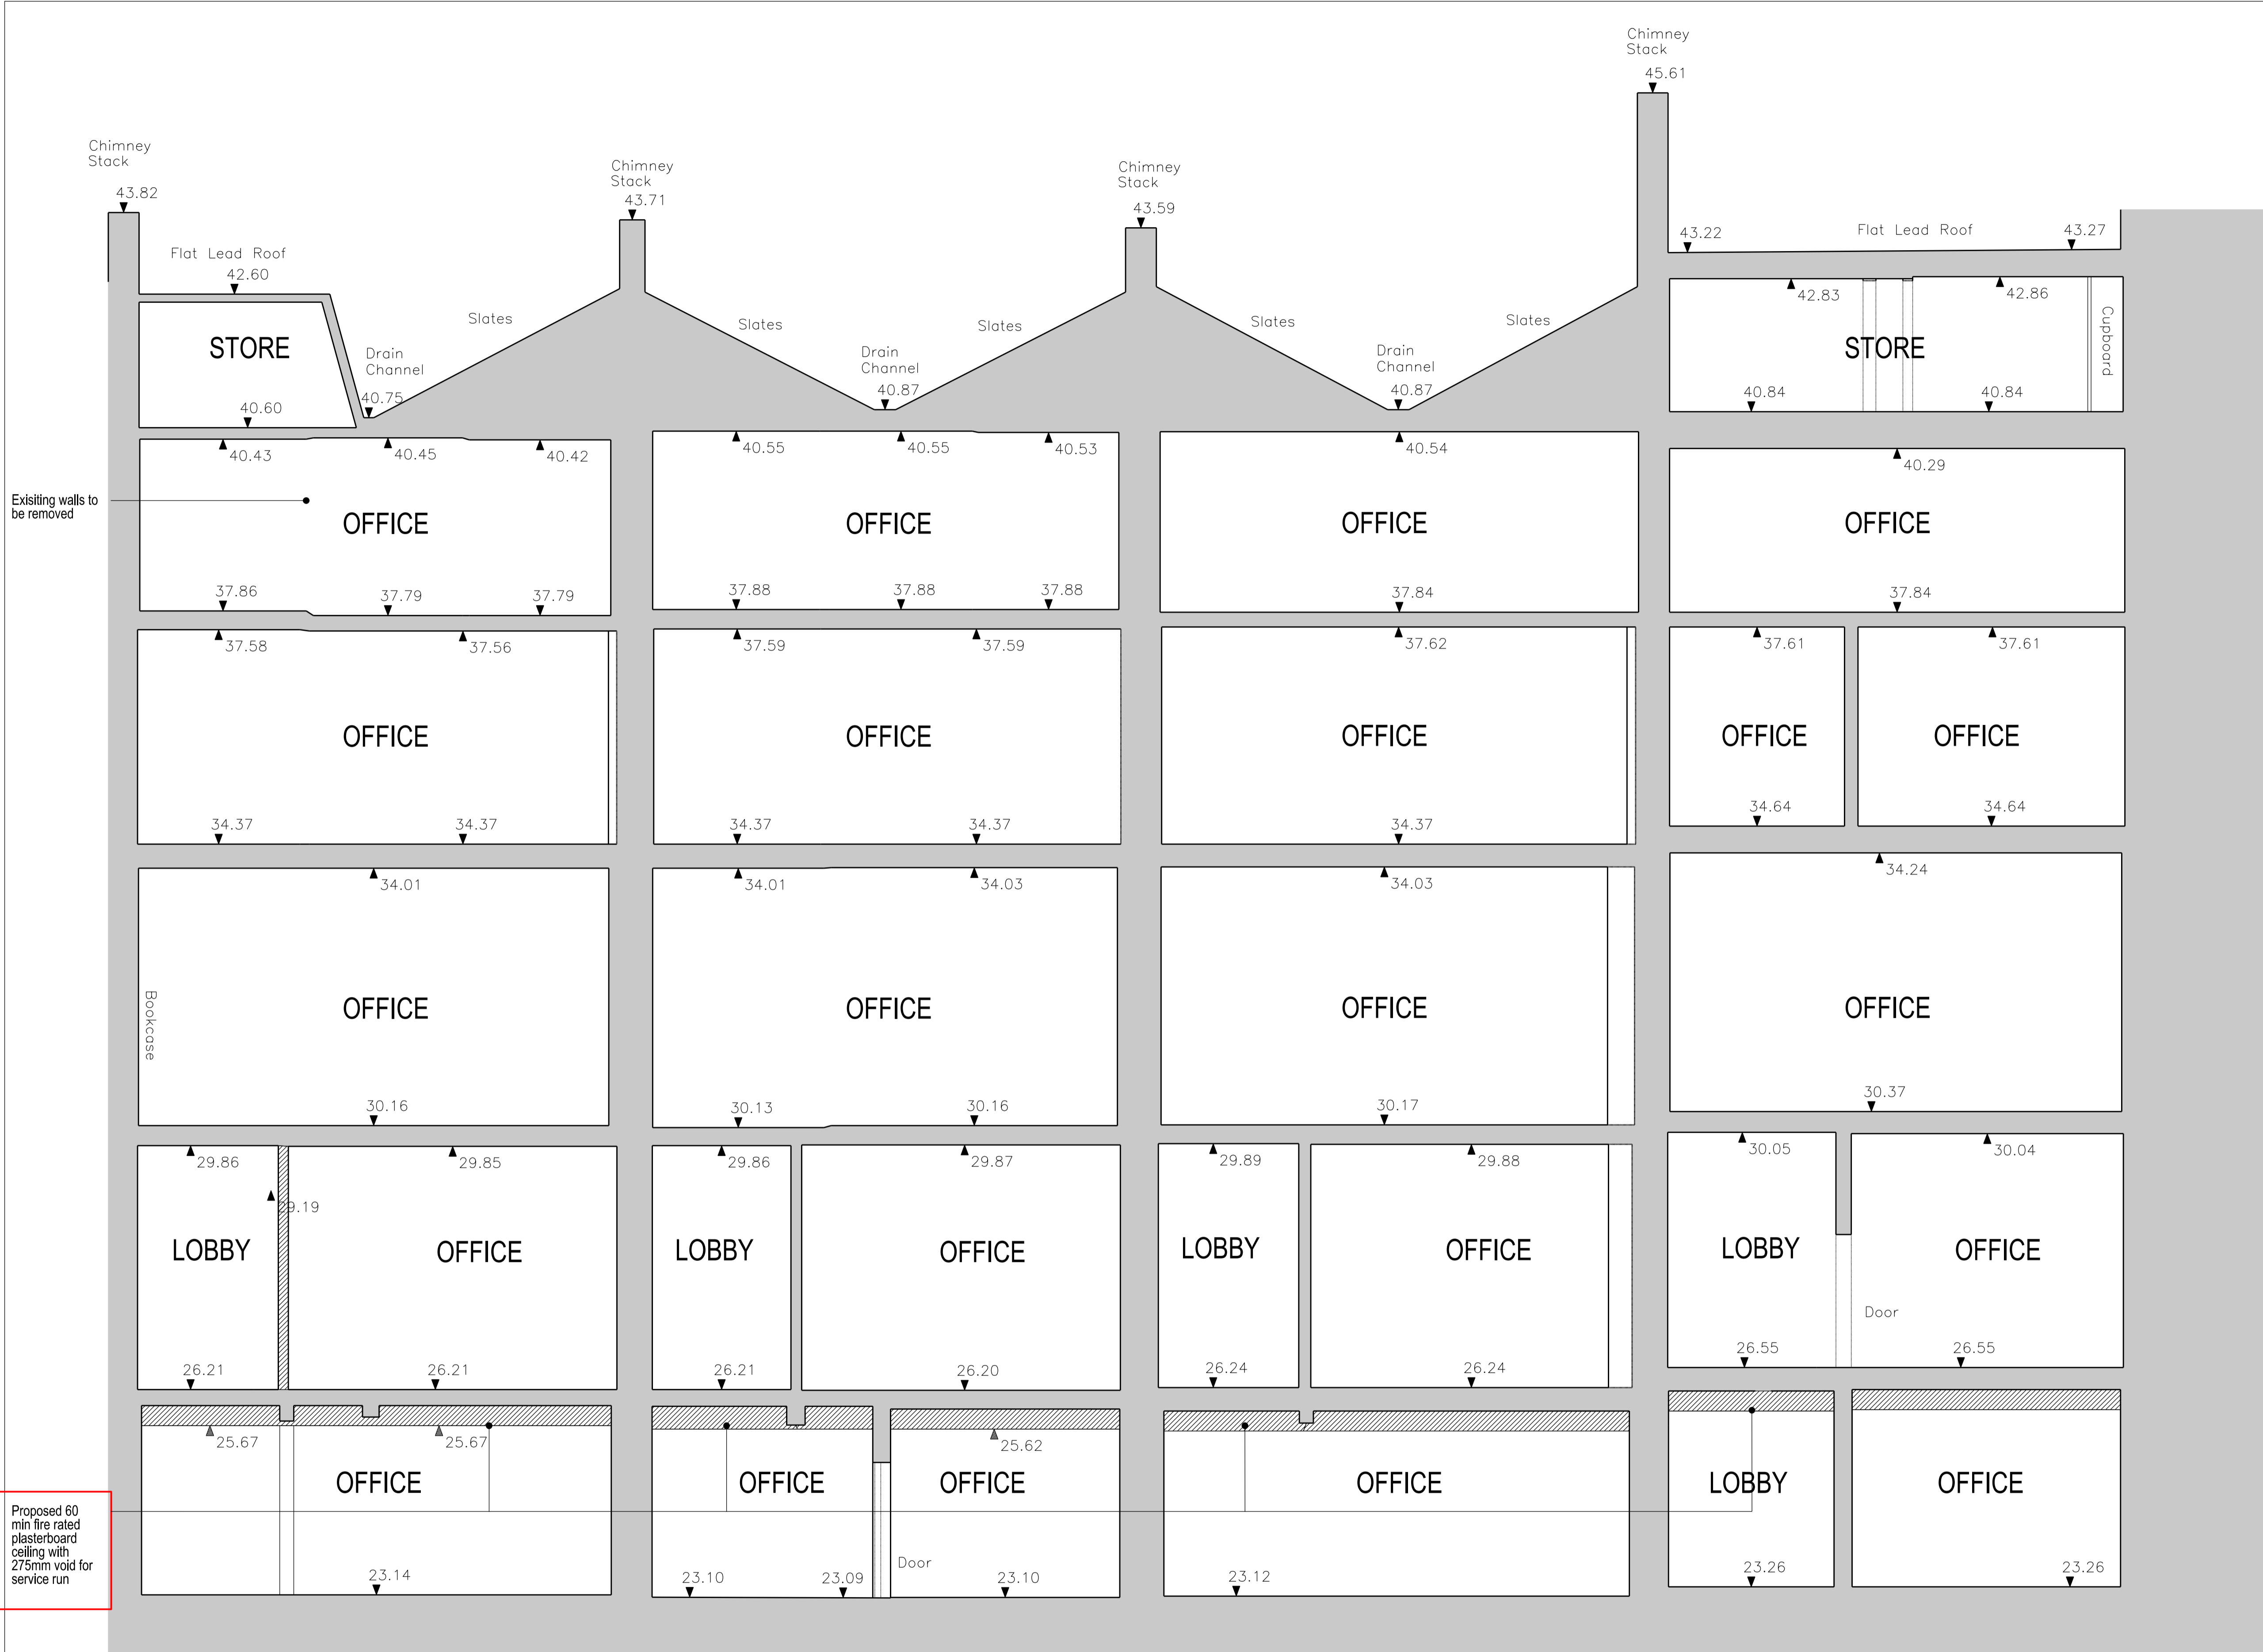 Chimney
Stack
45.61
Chimney
Stack
43.82
Chimney
Stack
43.71
Chimney
Stack
43.59
43.22
Flat Lead Roof
43.27
Flat Lead Roof
42.60
42.83
42.86
Slates
Slates
Slates
Slates
Slates
STORE
STORE
Cupboard
Drain
Channel
40.75
Drain
Channel
40.87
Drain
Channel
40.87
40.60
40.84
40.84
40.43
40.45
40.42
40.55
40.55
40.53
40.54
40.29
Exisiting walls to
be removed
OFFICE
OFFICE
OFFICE
OFFICE
37.86
37.79
37.79
37.88
37.88
37.88
37.84
37.84
37.58
37.56
37.59
37.59
37.62
37.61
37.61
OFFICE
OFFICE
OFFICE
OFFICE
OFFICE
34.37
34.37
34.37
34.37
34.37
34.64
34.64
34.01
34.01
34.03
34.03
34.24
Bookcase
OFFICE
OFFICE
OFFICE
OFFICE
30.16
30.13
30.16
30.17
30.37
29.86
29.85
29.86
29.87
29.89
29.88
30.05
30.04
29.19
LOBBY
OFFICE
LOBBY
OFFICE
LOBBY
OFFICE
LOBBY
OFFICE
Door
26.21
26.21
26.21
26.20
26.24
26.24
26.55
26.55
25.67
25.67
25.62
OFFICE
OFFICE
OFFICE
OFFICE
LOBBY
OFFICE
Proposed 60
min fire rated
plasterboard
ceiling with
275mm void for
service run
Door
23.14
23.10
23.09
23.10
23.12
23.26
23.26